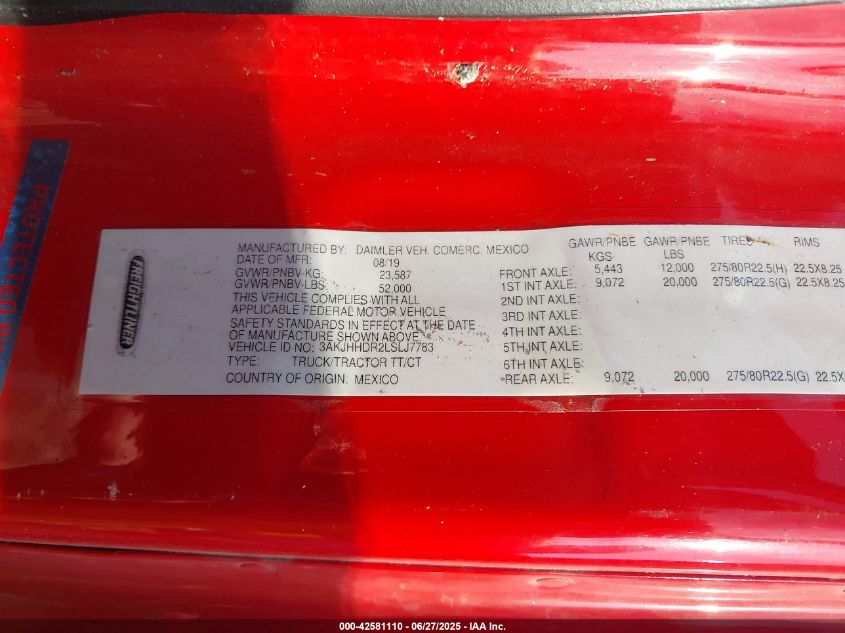 PROTECTED BY
FREIGHTLINER
MANUFACTURED BY: DAIMLER VEH. COMERC. MEXICO
DATE OF MFR: 08/19
GVWR/PNBV-KG: 23,587
GVWR/PNBV-LBS: 52,000
THIS VEHICLE COMPLIES WITH ALL
APPLICABLE FEDERAL MOTOR VEHICLE
SAFETY STANDARDS IN EFFECT AT THE DATE
OF MANUFACTURE SHOWN ABOVE
VEHICLE ID NO: 3AKJHHDR2LSLJ7783
TYPE: TRUCK/TRACTOR TT/CT
COUNTRY OF ORIGIN: MEXICO
GAWR/PNBE GAWR/PNBE TIRES RIMS
KGS LBS
FRONT AXLE: 5,443 12,000 275/80R22.5(H) 22.5X8.25
1ST INT AXLE: 9,072 20,000 275/80R22.5(G) 22.5X8.25
2ND INT AXLE:
3RD INT AXLE:
4TH INT AXLE:
5TH INT AXLE:
6TH INT AXLE:
REAR AXLE: 9,072 20,000 275/80R22.5(G) 22.5X8
000-42581110 - 06/27/2025 - IAA Inc.